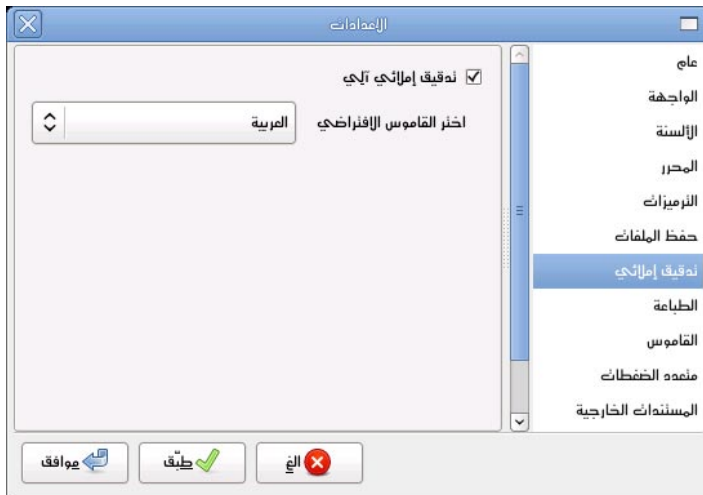 الإعدادات
عام
الواجهة
الألسنة
المحرر
الترميزات
حفظ الملفات
تدقيق إملائي
الطباعة
القاموس
متعدد الضغطات
المستندات الخارجية
تدقيق إملائي آلي
اختر القاموس الافتراضي العربية
الغ طبّق موافق